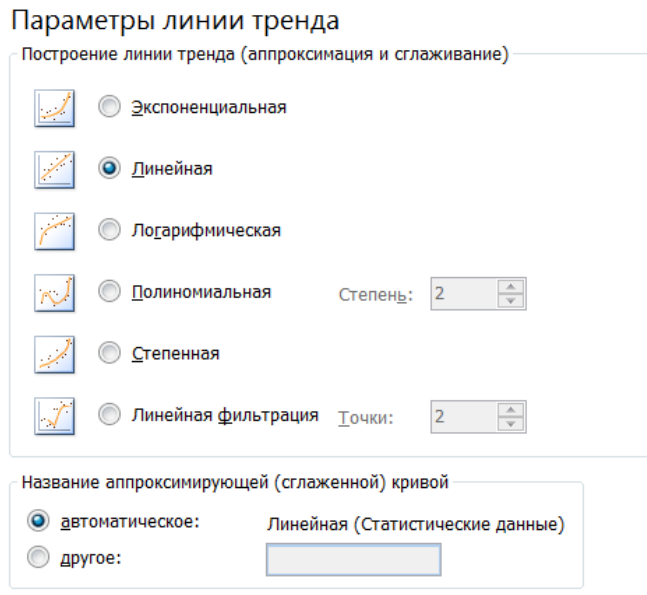 Параметры линии тренда
Построение линии тренда (аппроксимация и сглаживание)
Экспоненциальная
Линейная
Логарифмическая
Полиномиальная Степень: 2
Степенная
Линейная фильтрация Точки: 2
Название аппроксимирующей (сглаженной) кривой
автоматическое: Линейная (Статистические данные)
другое: